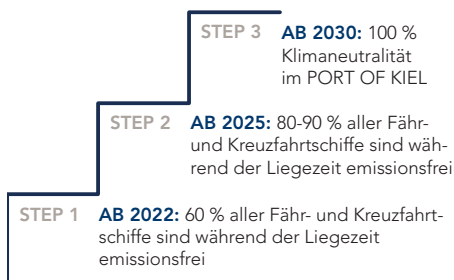 STEP 3 AB 2030: 100 %
Klimaneutralität
im PORT OF KIEL
STEP 2 AB 2025: 80-90 % aller Fähr-
und Kreuzfahrtschiffe sind wäh-
rend der Liegezeit emissionsfrei
STEP 1 AB 2022: 60 % aller Fähr- und Kreuzfahrt-
schiffe sind während der Liegezeit
emissionsfrei